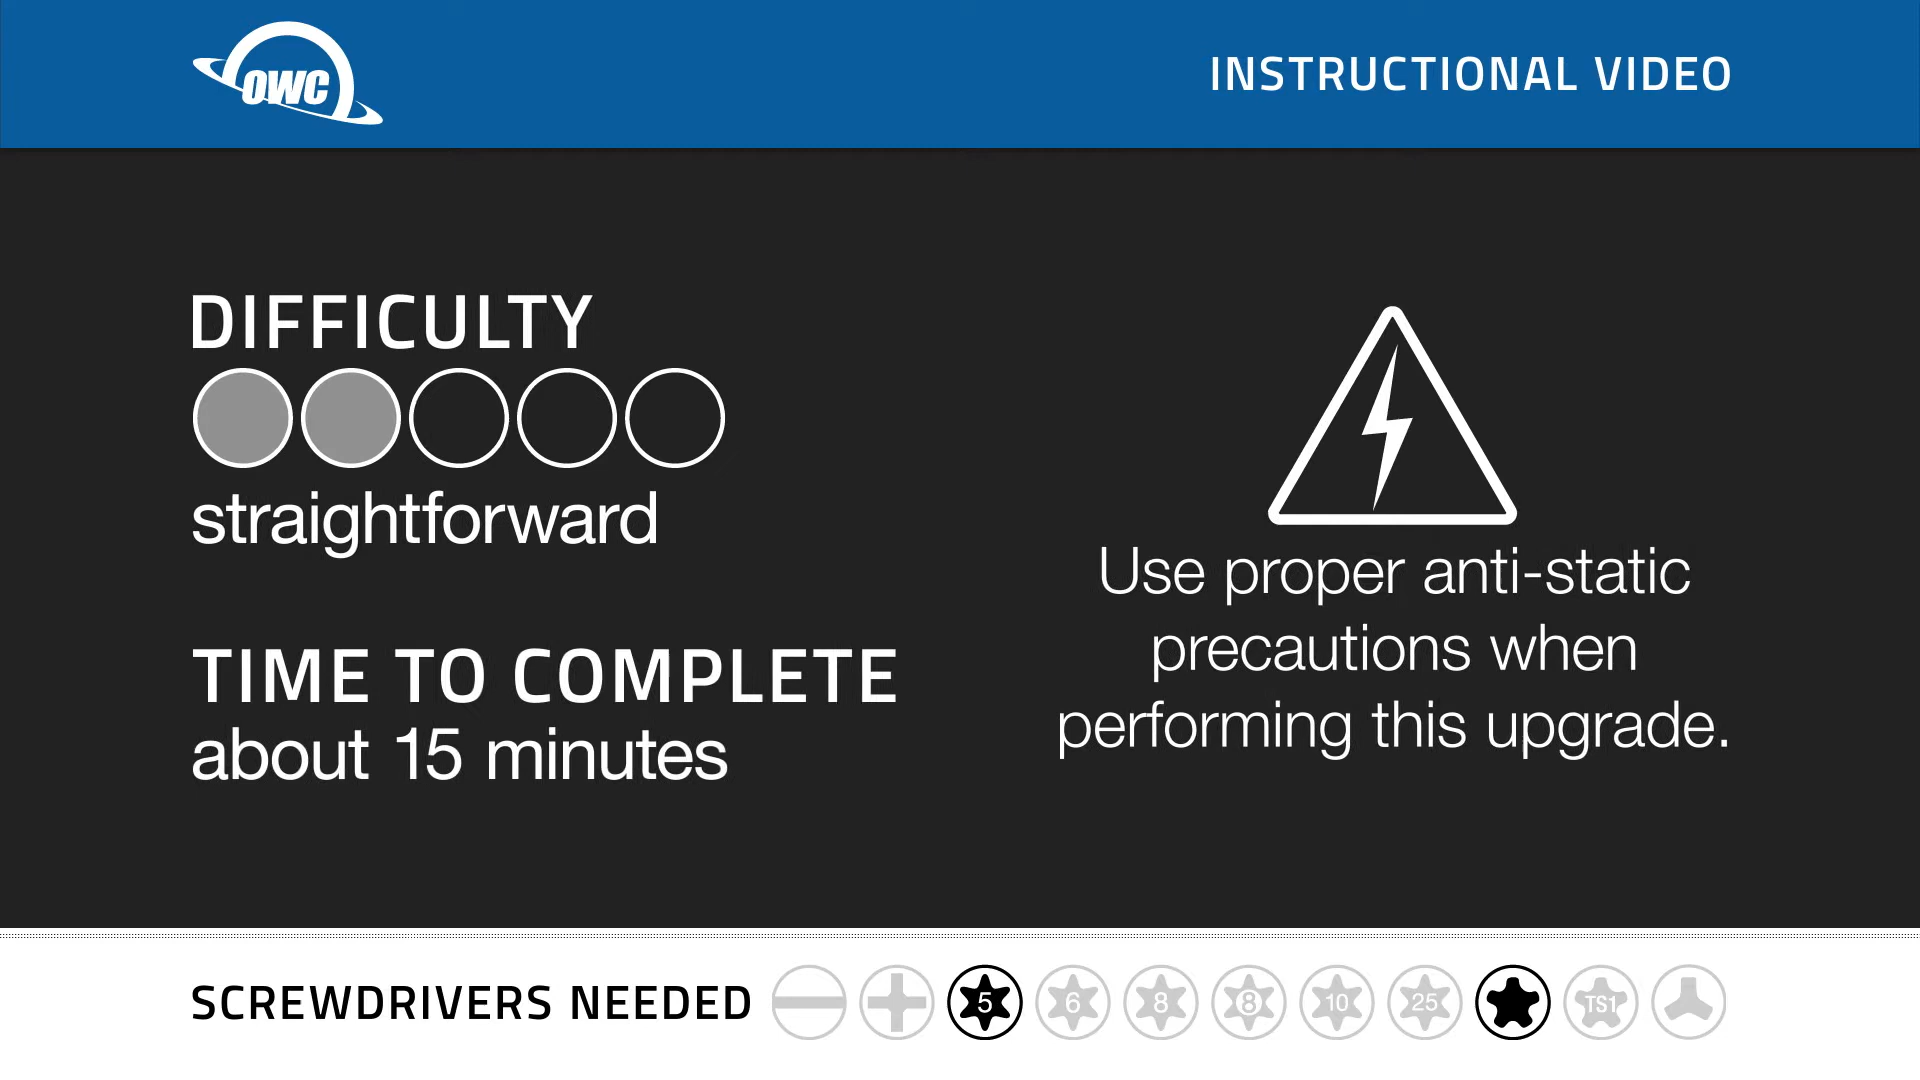 OWC
INSTRUCTIONAL VIDEO
DIFFICULTY
straightforward
TIME TO COMPLETE
about 15 minutes
Use proper anti-static
precautions when
performing this upgrade.
SCREWDRIVERS NEEDED 5 6 8 8 10 25 TS1